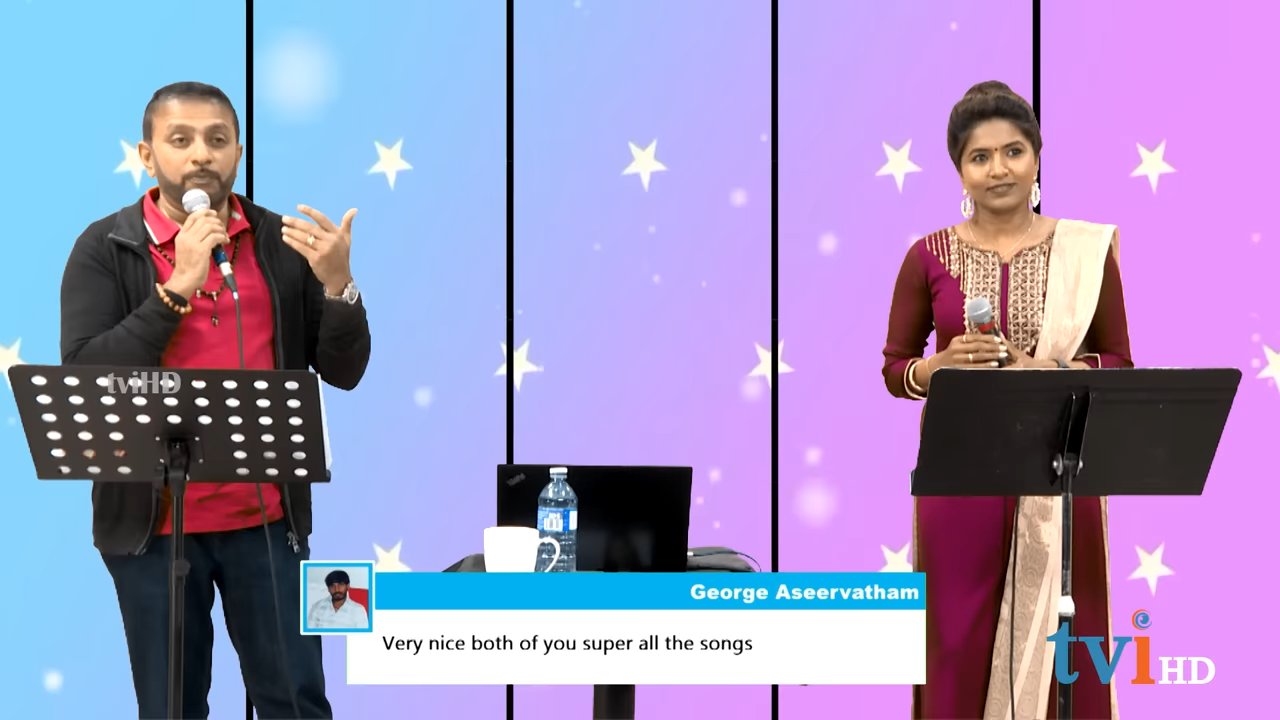 tviHD
George Aseervatham
Very nice both of you super all the songs
tvi HD